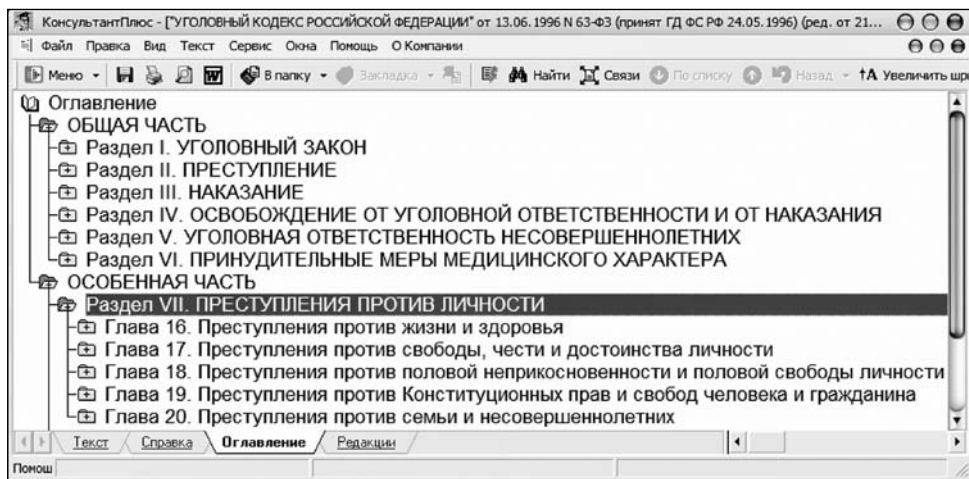 КонсультантПлюс - ["УГОЛОВНЫЙ КОДЕКС РОССИЙСКОЙ ФЕДЕРАЦИИ" от 13.06.1996 N 63-ФЗ (принят ГД ФС РФ 24.05.1996) (ред. от 21...
Файл Правка Вид Текст Сервис Окна Помощь О Компании
Меню В папку Закладка Найти Связи По списку Назад Увеличить шр
Оглавление
ОБЩАЯ ЧАСТЬ
Раздел I. УГОЛОВНЫЙ ЗАКОН
Раздел II. ПРЕСТУПЛЕНИЕ
Раздел III. НАКАЗАНИЕ
Раздел IV. ОСВОБОЖДЕНИЕ ОТ УГОЛОВНОЙ ОТВЕТСТВЕННОСТИ И ОТ НАКАЗАНИЯ
Раздел V. УГОЛОВНАЯ ОТВЕТСТВЕННОСТЬ НЕСОВЕРШЕННОЛЕТНИХ
Раздел VI. ПРИНУДИТЕЛЬНЫЕ МЕРЫ МЕДИЦИНСКОГО ХАРАКТЕРА
ОСОБЕННАЯ ЧАСТЬ
Раздел VII. ПРЕСТУПЛЕНИЯ ПРОТИВ ЛИЧНОСТИ
Глава 16. Преступления против жизни и здоровья
Глава 17. Преступления против свободы, чести и достоинства личности
Глава 18. Преступления против половой неприкосновенности и половой свободы личности
Глава 19. Преступления против Конституционных прав и свобод человека и гражданина
Глава 20. Преступления против семьи и несовершеннолетних
Текст Справка Оглавление Редакции
Помощ